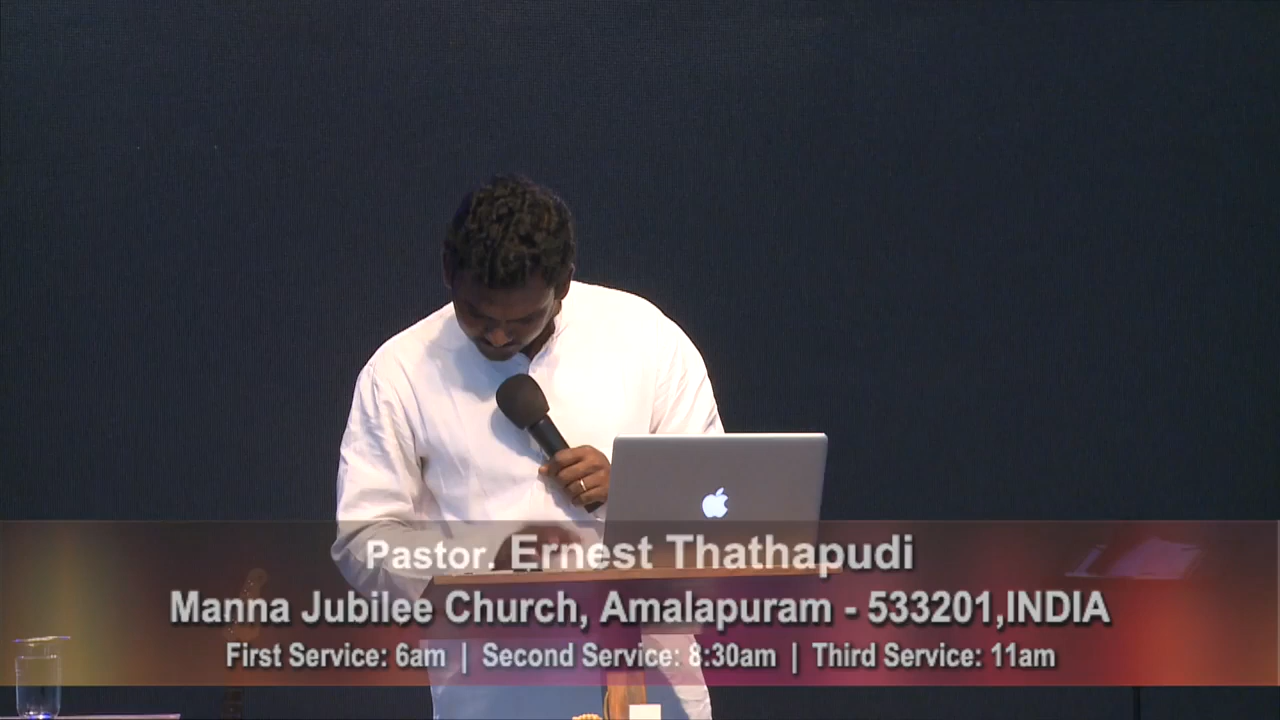 Pastor. Ernest Thathapudi
Manna Jubilee Church, Amalapuram - 533201,INDIA
First Service: 6am | Second Service: 8:30am | Third Service: 11am